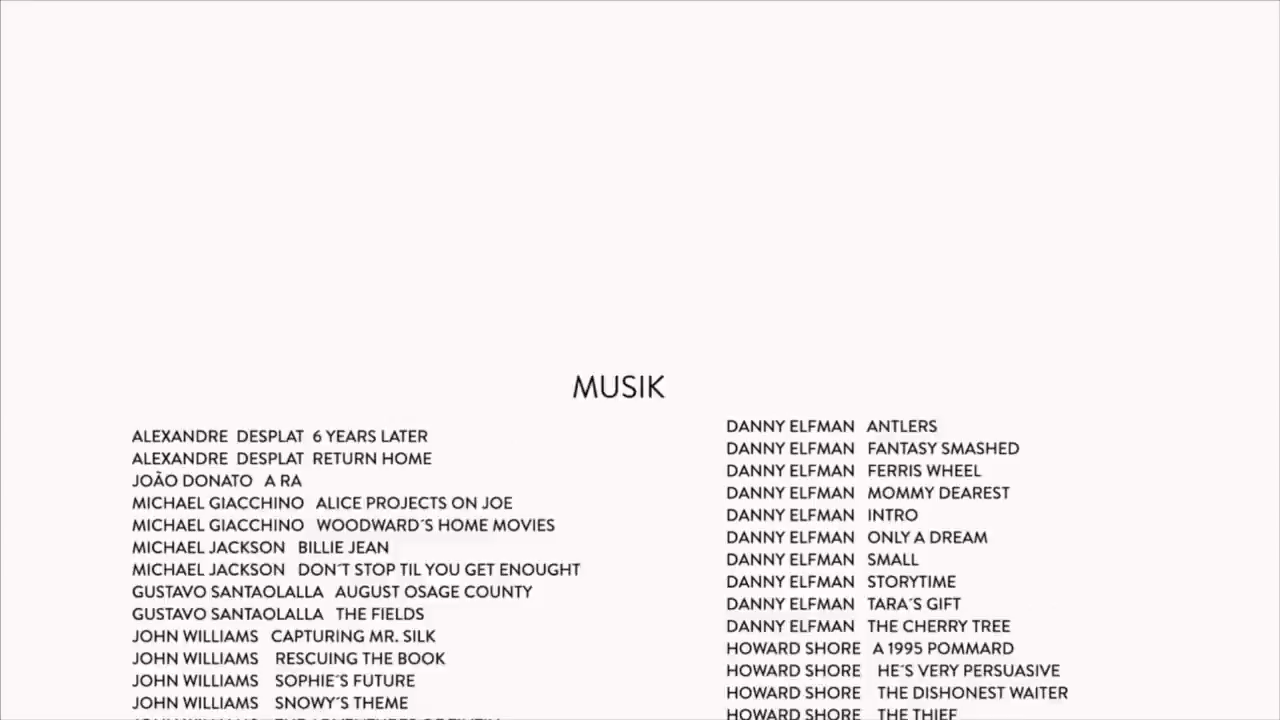 MUSIK
ALEXANDRE DESPLAT 6 YEARS LATER
ALEXANDRE DESPLAT RETURN HOME
JOÃO DONATO A RA
MICHAEL GIACCHINO ALICE PROJECTS ON JOE
MICHAEL GIACCHINO WOODWARD´S HOME MOVIES
MICHAEL JACKSON BILLIE JEAN
MICHAEL JACKSON DON´T STOP TIL YOU GET ENOUGHT
GUSTAVO SANTAOLALLA AUGUST OSAGE COUNTY
GUSTAVO SANTAOLALLA THE FIELDS
JOHN WILLIAMS CAPTURING MR. SILK
JOHN WILLIAMS RESCUING THE BOOK
JOHN WILLIAMS SOPHIE´S FUTURE
JOHN WILLIAMS SNOWY´S THEME
DANNY ELFMAN ANTLERS
DANNY ELFMAN FANTASY SMASHED
DANNY ELFMAN FERRIS WHEEL
DANNY ELFMAN MOMMY DEAREST
DANNY ELFMAN INTRO
DANNY ELFMAN ONLY A DREAM
DANNY ELFMAN SMALL
DANNY ELFMAN STORYTIME
DANNY ELFMAN TARA´S GIFT
DANNY ELFMAN THE CHERRY TREE
HOWARD SHORE A 1995 POMMARD
HOWARD SHORE HE´S VERY PERSUASIVE
HOWARD SHORE THE DISHONEST WAITER
HOWARD SHORE THE THIEF